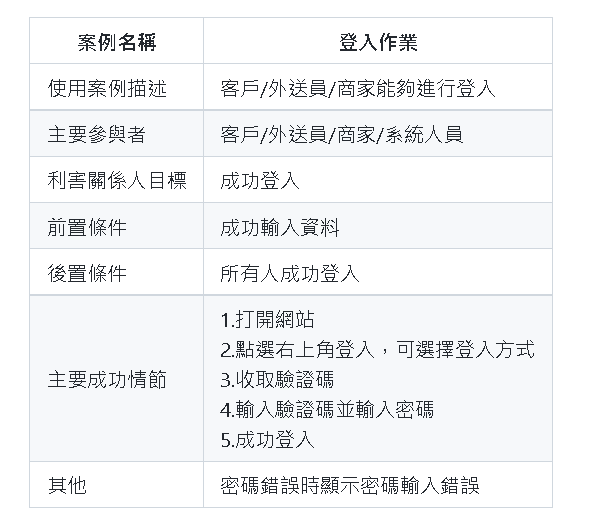 案例名稱 登入作業
使用案例描述 客戶/外送員/商家能夠進行登入
主要參與者 客戶/外送員/商家/系統人員
利害關係人目標 成功登入
前置條件 成功輸入資料
後置條件 所有人成功登入
主要成功情節
1.打開網站
2.點選右上角登入，可選擇登入方式
3.收取驗證碼
4.輸入驗證碼並輸入密碼
5.成功登入
其他 密碼錯誤時顯示密碼輸入錯誤